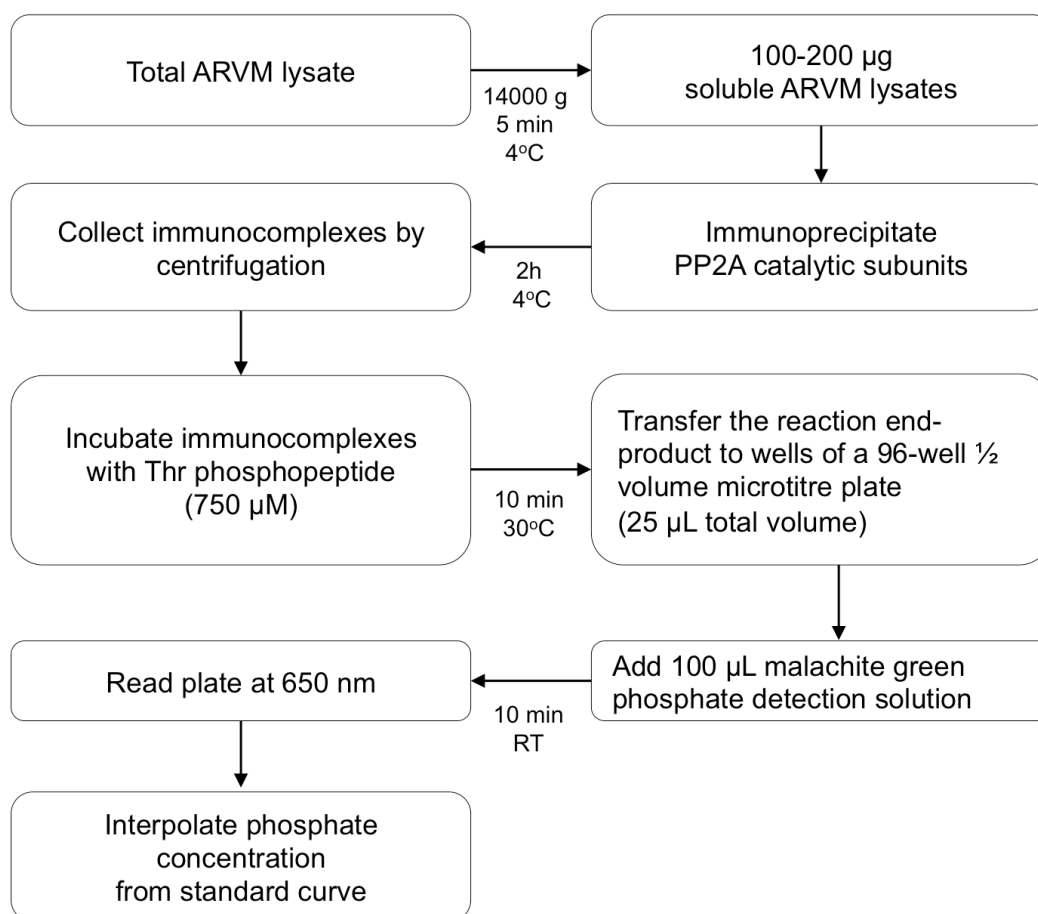 Total ARVM lysate
14000 g
5 min
4°C
100-200 µg
soluble ARVM lysates
Immunoprecipitate
PP2A catalytic subunits
2h
4°C
Collect immunocomplexes by
centrifugation
Incubate immunocomplexes
with Thr phosphopeptide
(750 µM)
10 min
30°C
Transfer the reaction end-
product to wells of a 96-well ½
volume microtitre plate
(25 µL total volume)
Add 100 µL malachite green
phosphate detection solution
10 min
RT
Read plate at 650 nm
Interpolate phosphate
concentration
from standard curve